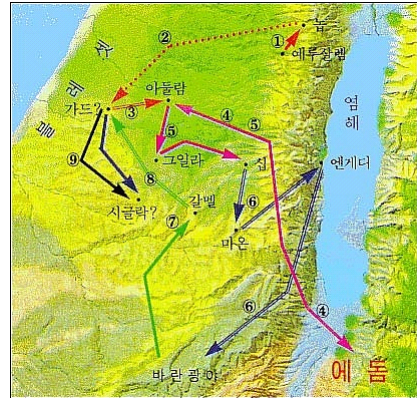 놉
①
예루살렘
②
블레셋
아둘람
가드?
③
④
⑤
⑤
염해
그일라
십
엔게디
⑨
⑧
시글락?
갈멜
⑥
⑦
마온
⑥
④
바란광야
에돔